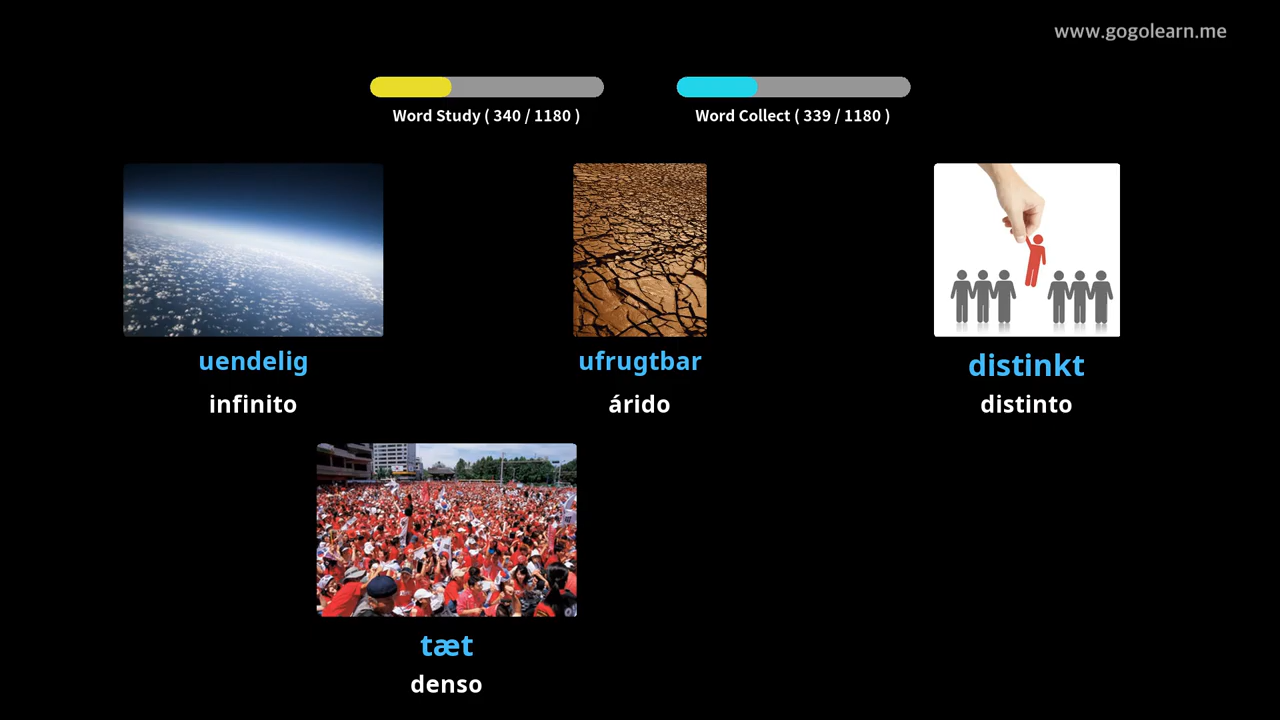 www.gogolearn.me
Word Study ( 340 / 1180 )
Word Collect ( 339 / 1180 )
uendelig
infinito
ufrugtbar
árido
distinkt
distinto
tæt
denso